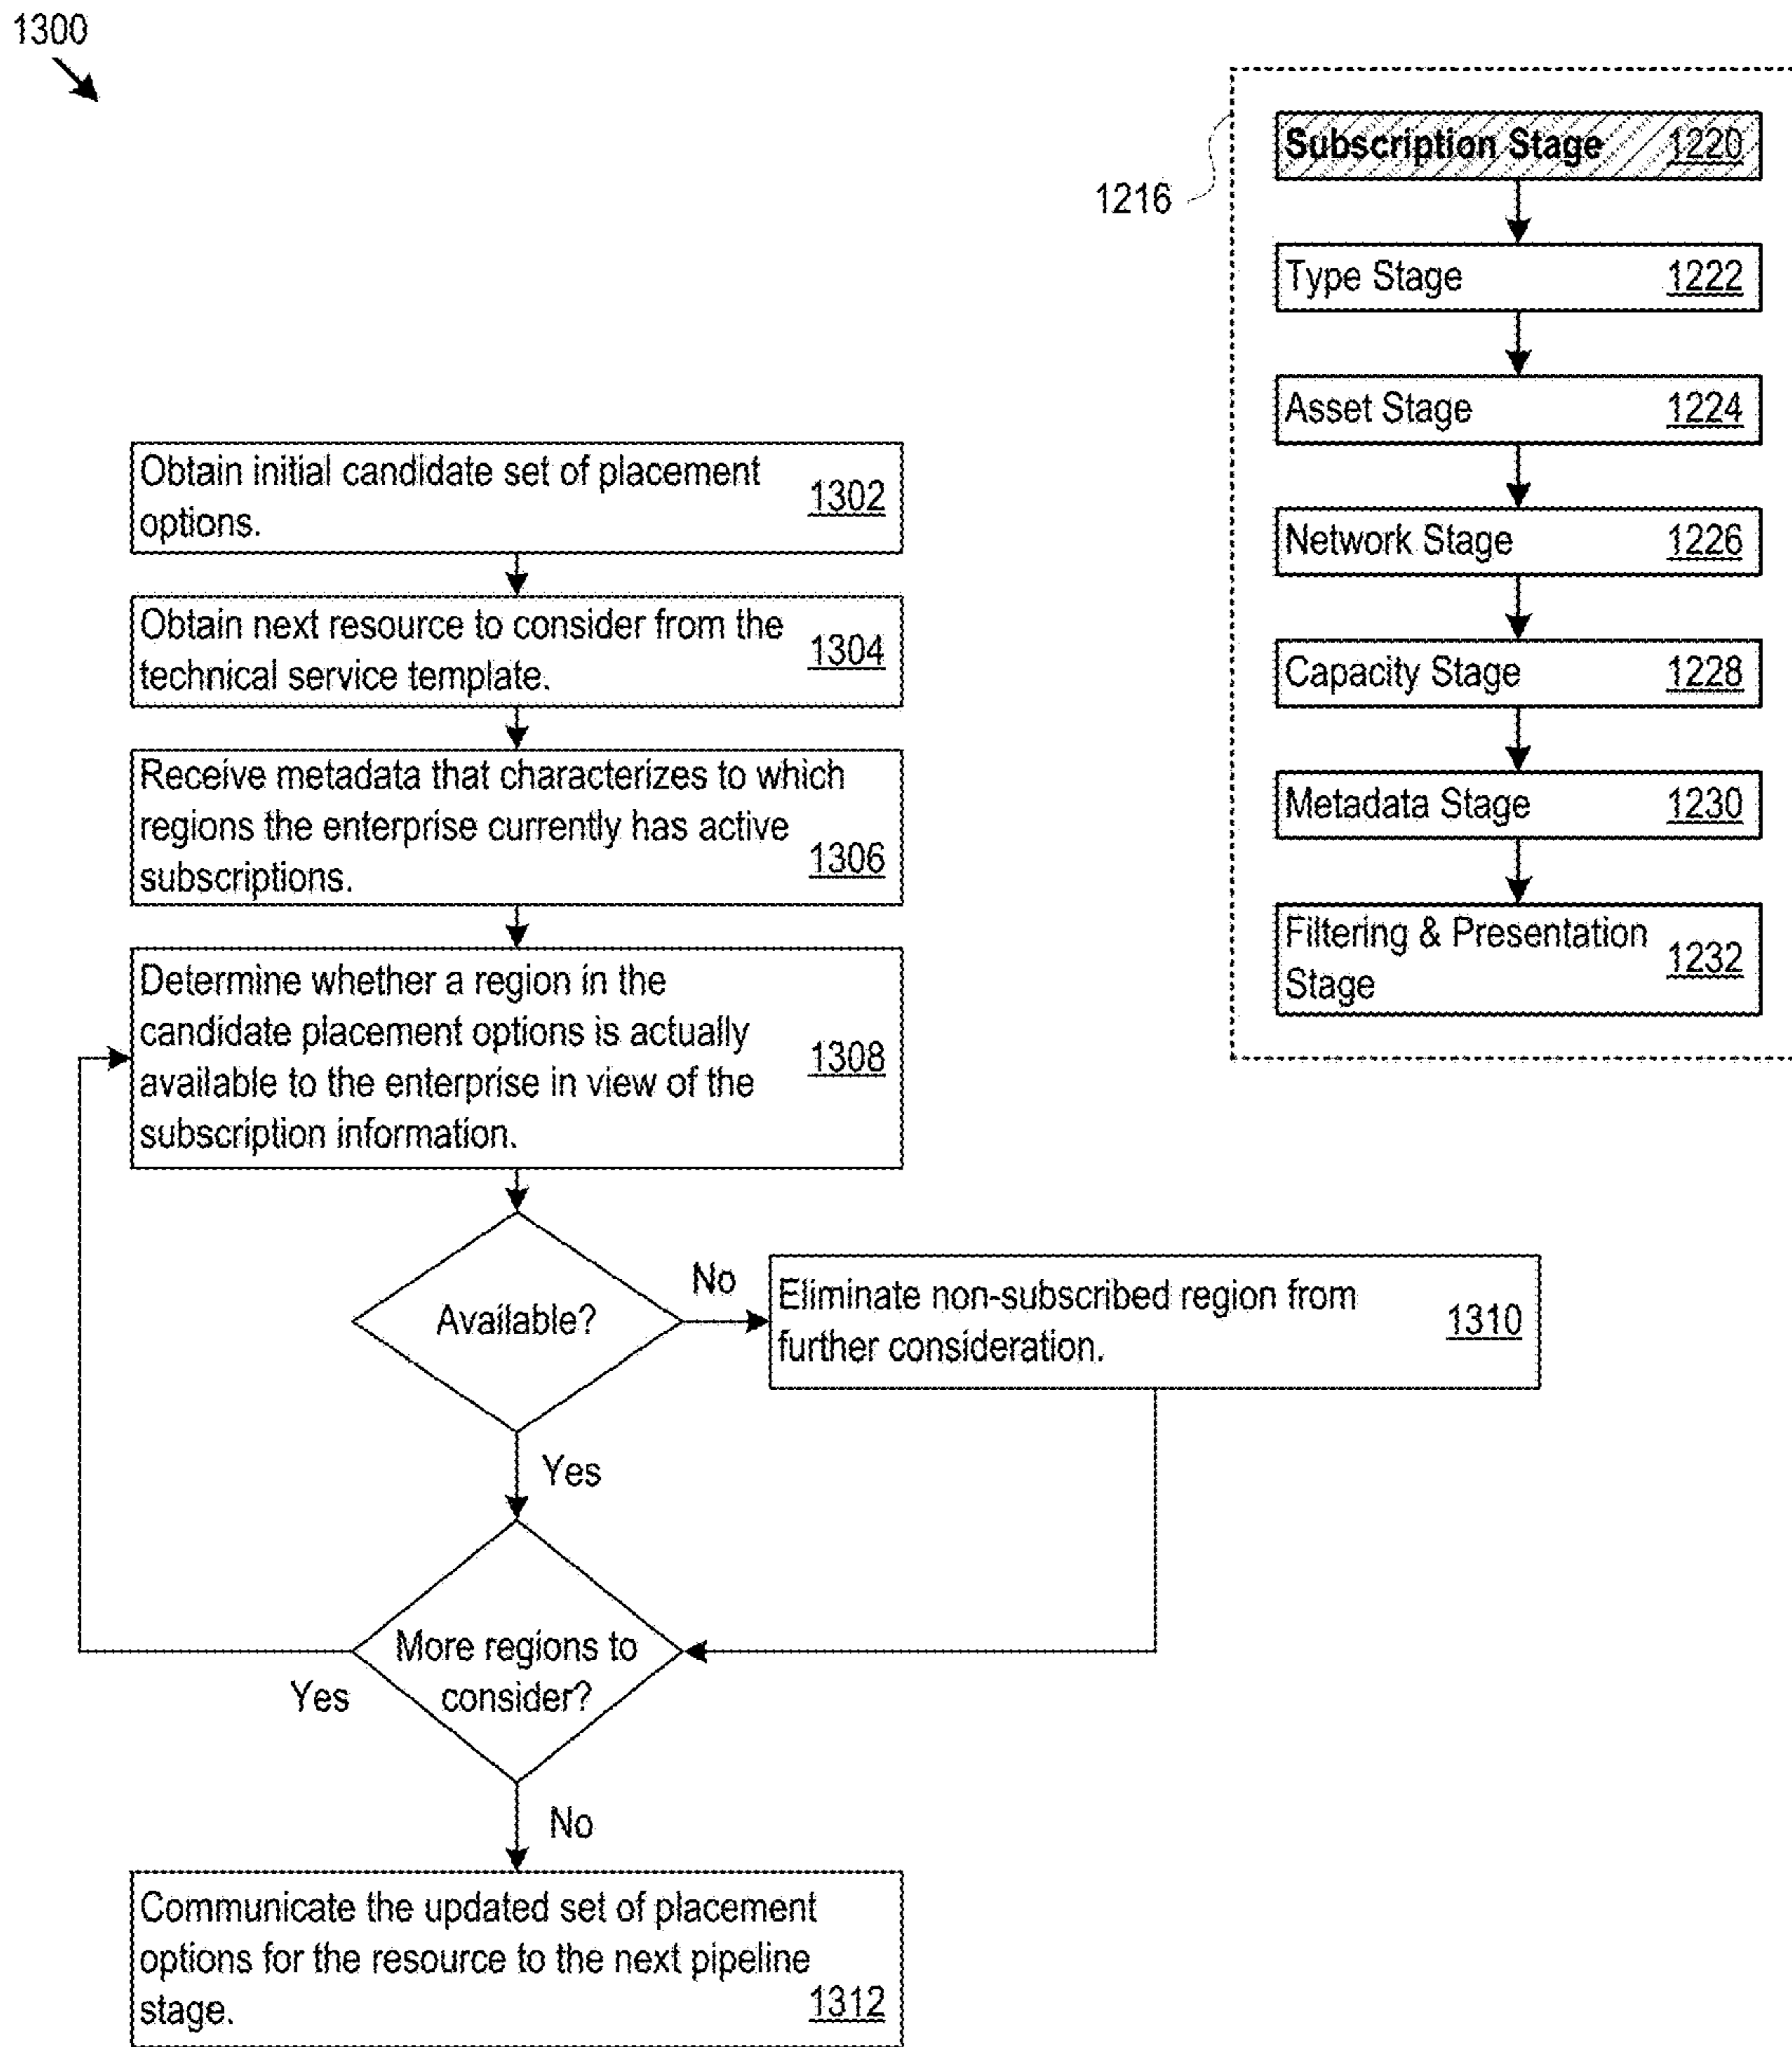 1300
1216
Subscription Stage 1220
Type Stage 1222
Asset Stage 1224
Network Stage 1226
Capacity Stage 1228
Metadata Stage 1230
Filtering & Presentation
Stage
1232
Obtain initial candidate set of placement
options.
1302
Obtain next resource to consider from the
technical service template.
1304
Receive metadata that characterizes to which
regions the enterprise currently has active
subscriptions.
1306
Determine whether a region in the
candidate placement options is actually
available to the enterprise in view of the
subscription information.
1308
Available?
No
Eliminate non-subscribed region from
further consideration.
1310
Yes
More regions to
consider?
Yes
No
Communicate the updated set of placement
options for the resource to the next pipeline
stage.
1312